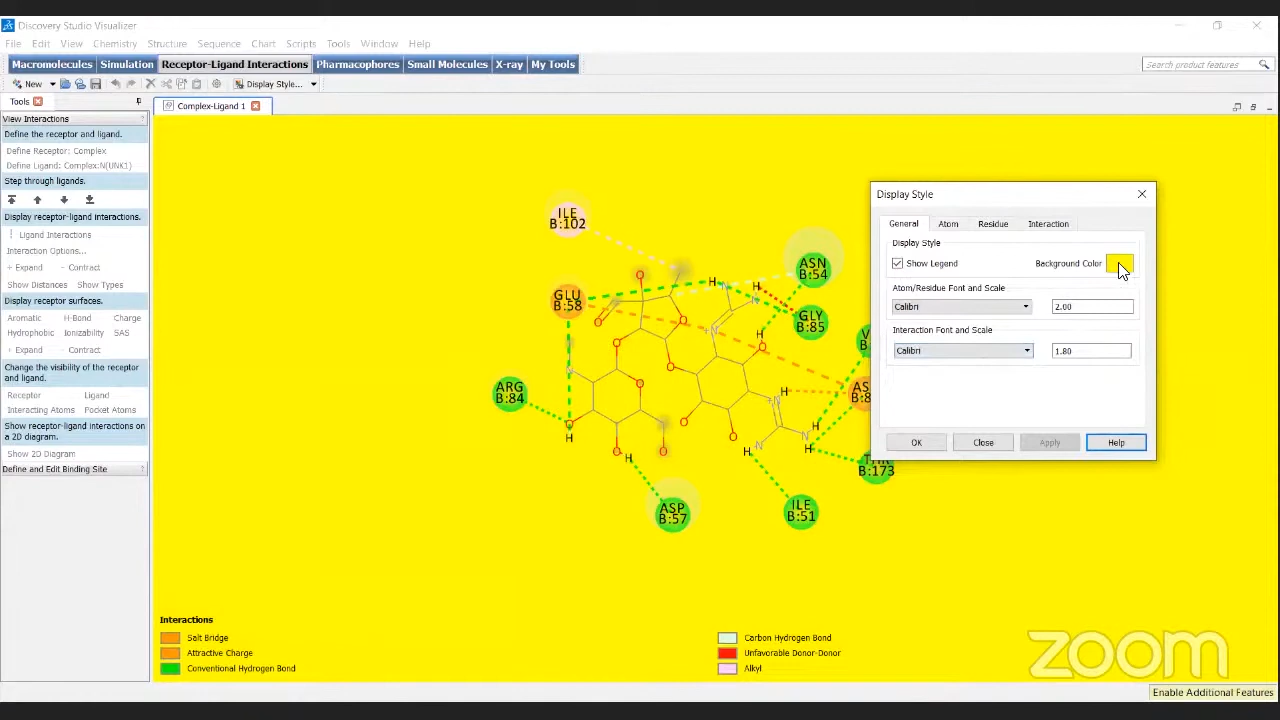 Discovery Studio Visualizer
File Edit View Chemistry Structure Sequence Chart Scripts Tools Window Help
Macromolecules Simulation Receptor-Ligand Interactions Pharmacophores Small Molecules X-ray My Tools
Search product features
New Display Style...
Tools
Complex-Ligand 1
View Interactions
Define the receptor and ligand.
Define Receptor: Complex
Define Ligand: Complex:N(UNK1)
Step through ligands.
Display receptor-ligand interactions.
Ligand Interactions
Interaction Options...
+ Expand - Contract
Show Distances Show Types
Display receptor surfaces.
Aromatic H-Bond Charge
Hydrophobic Ionizability SAS
+ Expand - Contract
Change the visibility of the receptor
and ligand.
Receptor Ligand
Interacting Atoms Pocket Atoms
Show receptor-ligand interactions on
a 2D diagram.
Show 2D Diagram
Define and Edit Binding Site
ILE
B:102
ASN
B:54
GLU
B:58
GLY
B:85
ARG
B:84
THR
B:173
ASP
B:57
ILE
B:51
Display Style
General Atom Residue Interaction
Display Style
Show Legend Background Color
Atom/Residue Font and Scale
Calibri 2.00
Interaction Font and Scale
Calibri 1.80
OK Close Apply Help
Interactions
Salt Bridge
Attractive Charge
Conventional Hydrogen Bond
Carbon Hydrogen Bond
Unfavorable Donor-Donor
Alkyl
zoom
Enable Additional Features